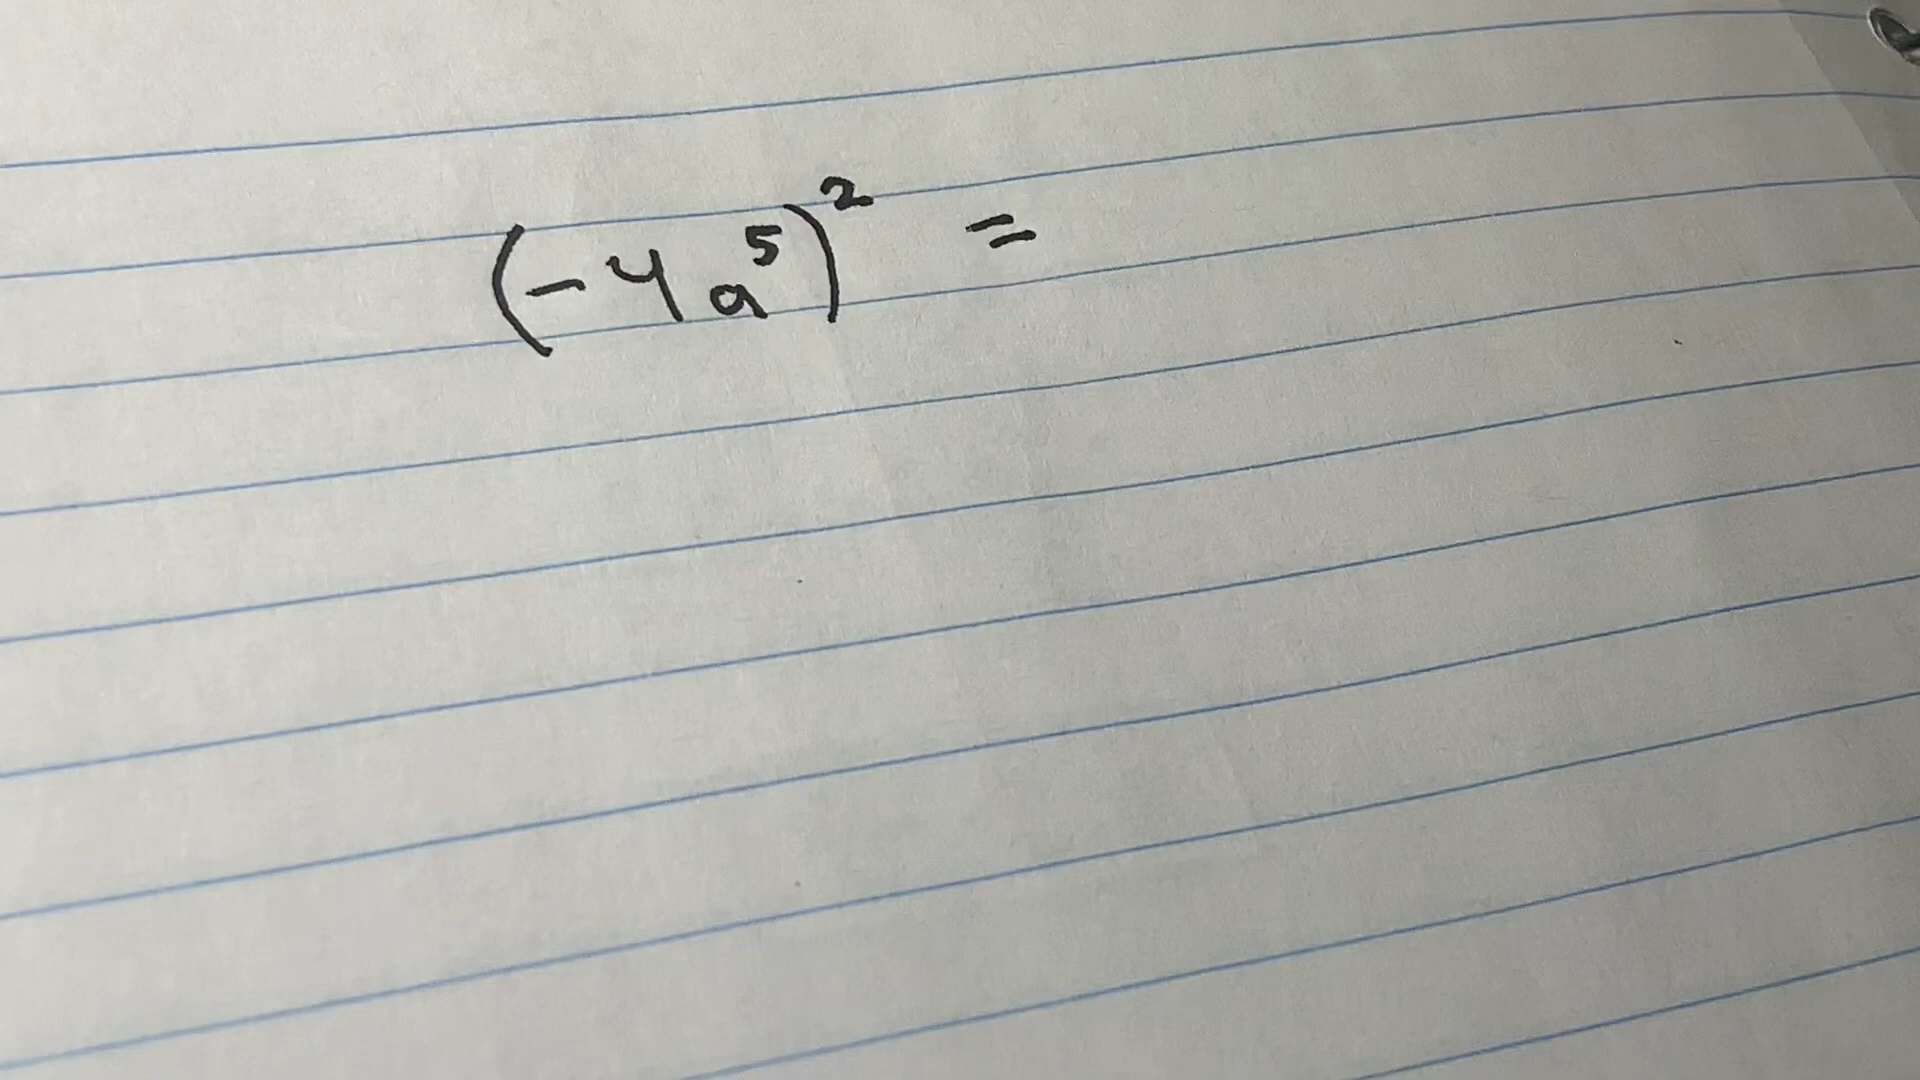 (-4a⁵)² =